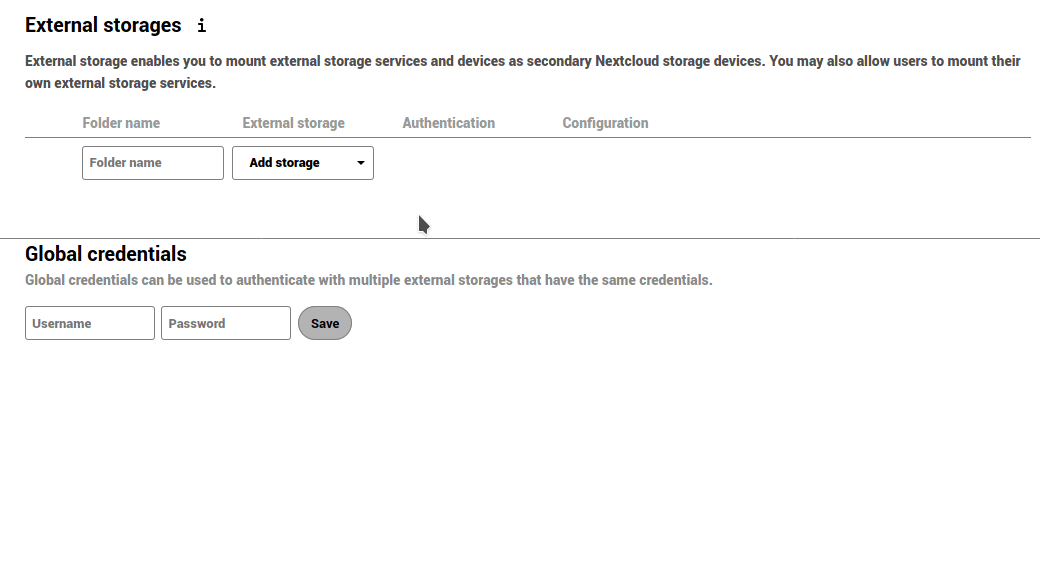 External storages i
External storage enables you to mount external storage services and devices as secondary Nextcloud storage devices. You may also allow users to mount their
own external storage services.
Folder name External storage Authentication Configuration
Folder name Add storage
Global credentials
Global credentials can be used to authenticate with multiple external storages that have the same credentials.
Username Password Save